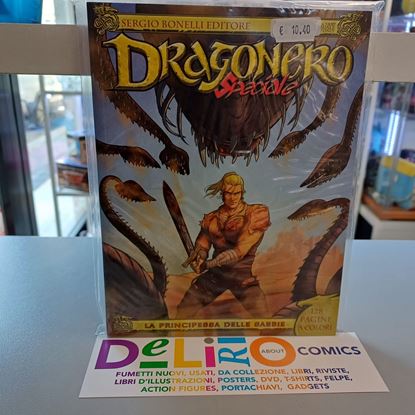 SERGIO BONELLI EDITORE
€ 10.40
DRAGONERO
Speciale
128
PAGINE
A COLORI
LA PRINCIPESSA DELLE SABBIE
DeLiRi
ABOUT
COMICS
FUMETTI NUOVI, USATI, DA COLLEZIONE, LIBRI, RIVISTE,
LIBRI D'ILLUSTRAZIONI, POSTERS, DVD, T-SHIRTS, FELPE,
ACTION FIGURES, PORTACHIAVI, GADGETS